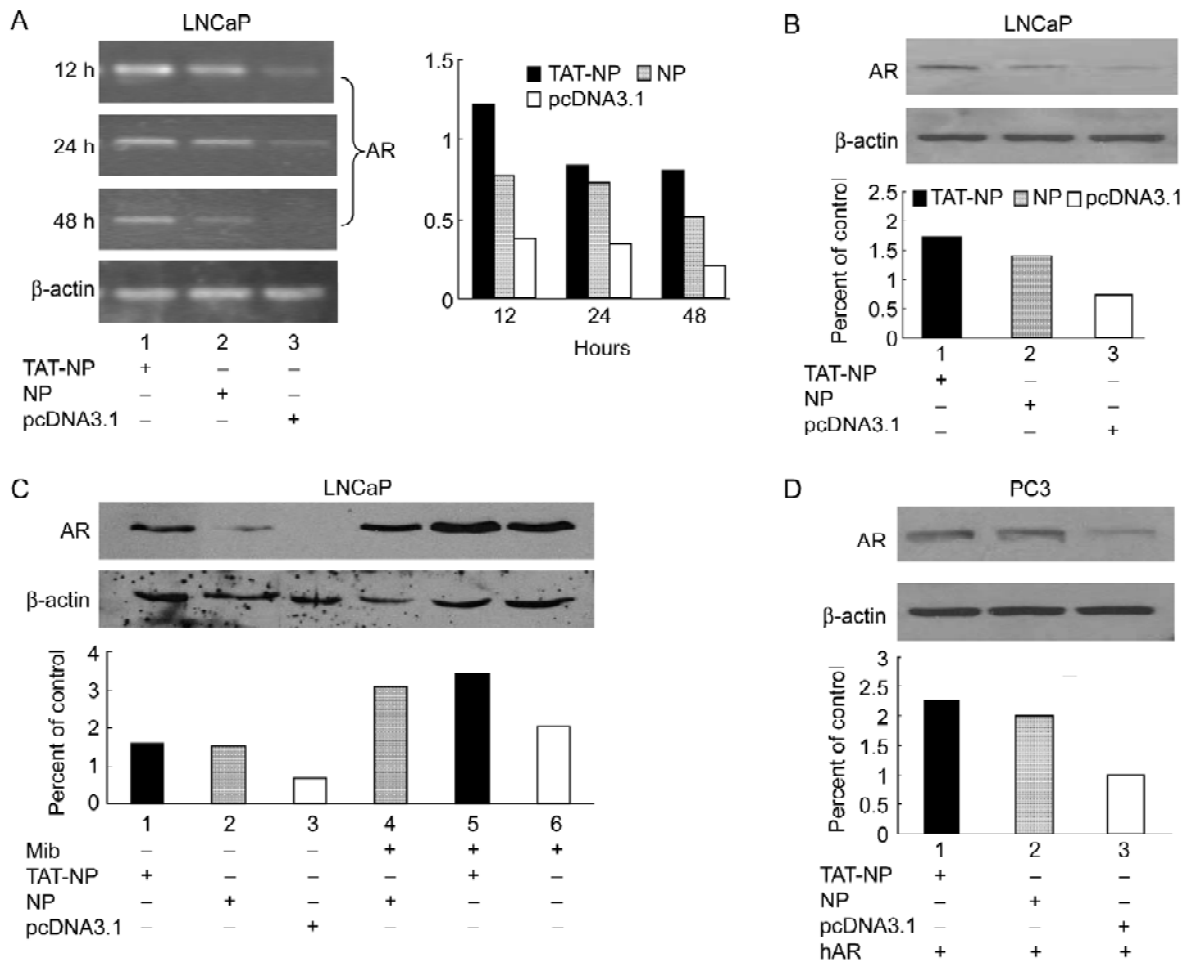 A
LNCaP
12 h
24 h
48 h
AR
β-actin
1 2 3
TAT-NP + – –
NP – + –
pcDNA3.1 – – +
1.5
1
0.5
0
TAT-NP NP
pcDNA3.1
12 24 48
Hours
B
LNCaP
AR
β-actin
Percent of control
2.5
2
1.5
1
0.5
0
TAT-NP NP pcDNA3.1
1 2 3
TAT-NP + – –
NP – + –
pcDNA3.1 – – +
C
LNCaP
AR
β-actin
Percent of control
4
3
2
1
0
1 2 3 4 5 6
Mib – – – + + +
TAT-NP + – – – + –
NP – + – + – –
pcDNA3.1 – – + – – –
D
PC3
AR
β-actin
Percent of control
3
2.5
2
1.5
1
0.5
0
1 2 3
TAT-NP + – –
NP – + –
pcDNA3.1 – – +
hAR + + +